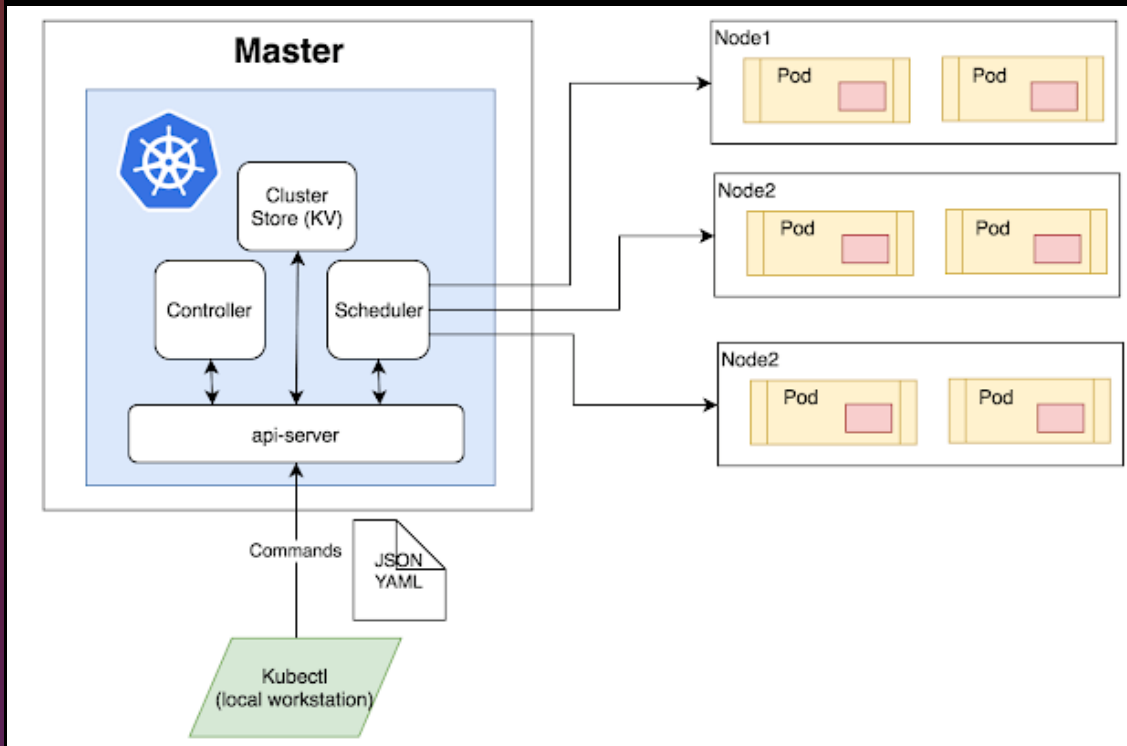 Master
Cluster
Store (KV)
Controller
Scheduler
api-server
Commands
JSON
YAML
Kubectl
(local workstation)
Node1
Pod
Pod
Node2
Pod
Pod
Node2
Pod
Pod